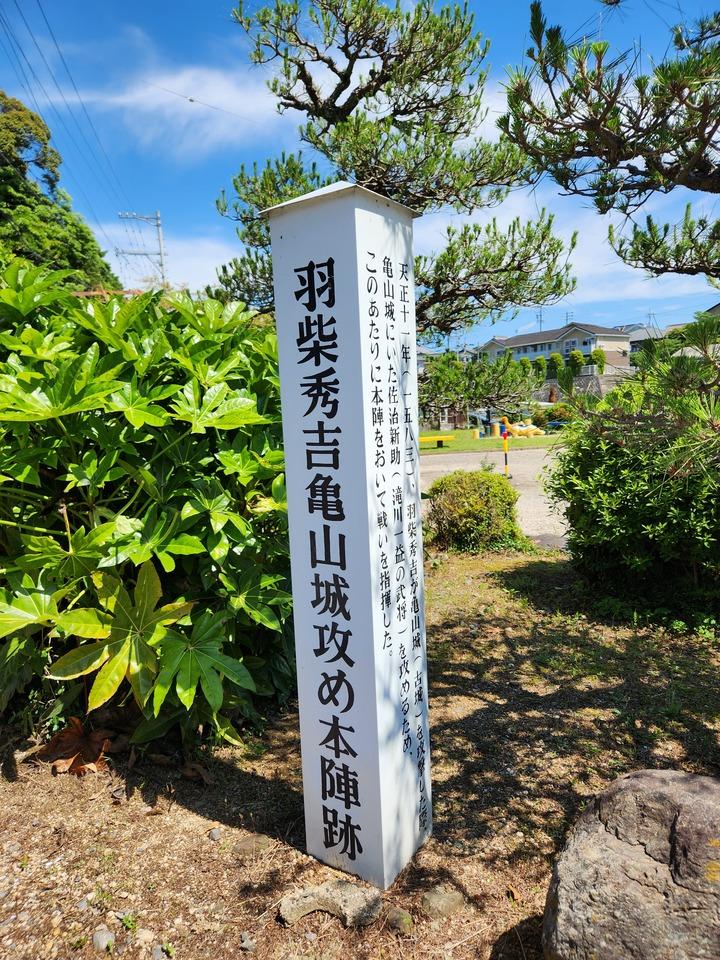 羽柴秀吉亀山城攻め本陣跡
天正十一年(一五八三)、羽柴秀吉が亀山城(古城)を攻撃した際
亀山城にいた佐治新助(滝川一益の武将)を攻めるため、
このあたりに本陣をおいて戦いを指揮した。